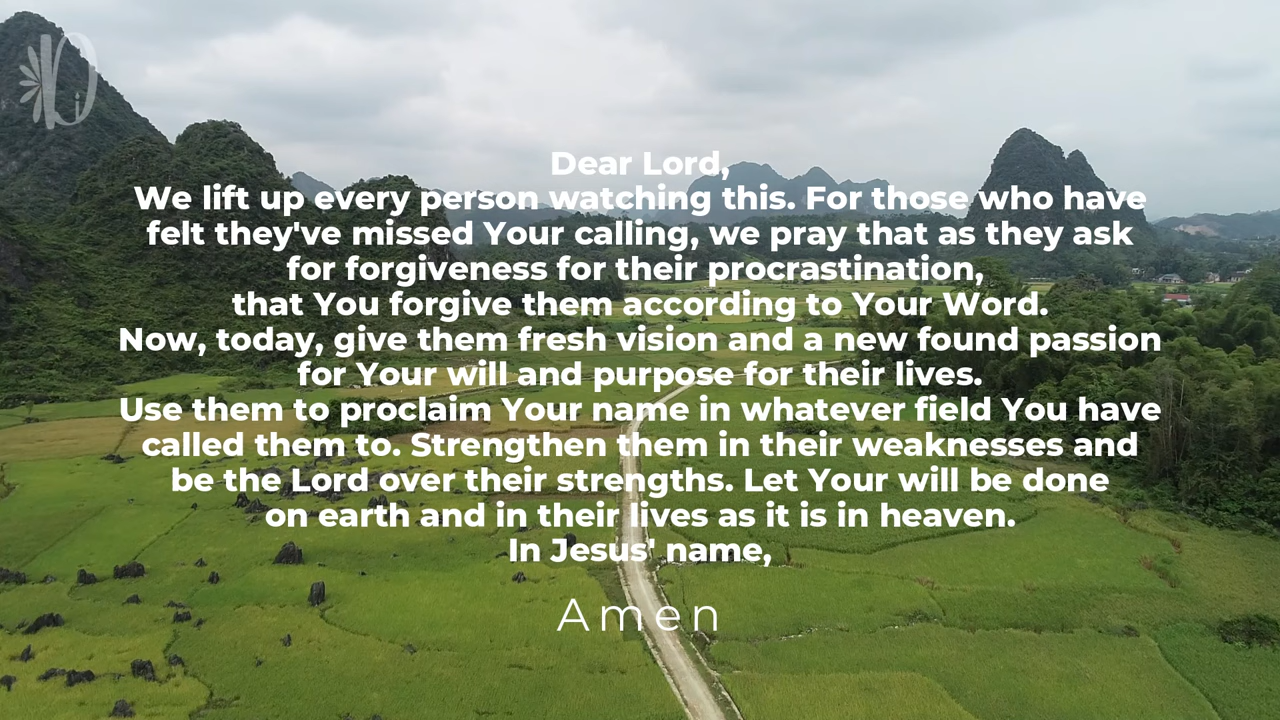 Dear Lord,
We lift up every person watching this. For those who have
felt they've missed Your calling, we pray that as they ask
for forgiveness for their procrastination,
that You forgive them according to Your Word.
Now, today, give them fresh vision and a new found passion
for Your will and purpose for their lives.
Use them to proclaim Your name in whatever field You have
called them to. Strengthen them in their weaknesses and
be the Lord over their strengths. Let Your will be done
on earth and in their lives as it is in heaven.
In Jesus' name,
Amen